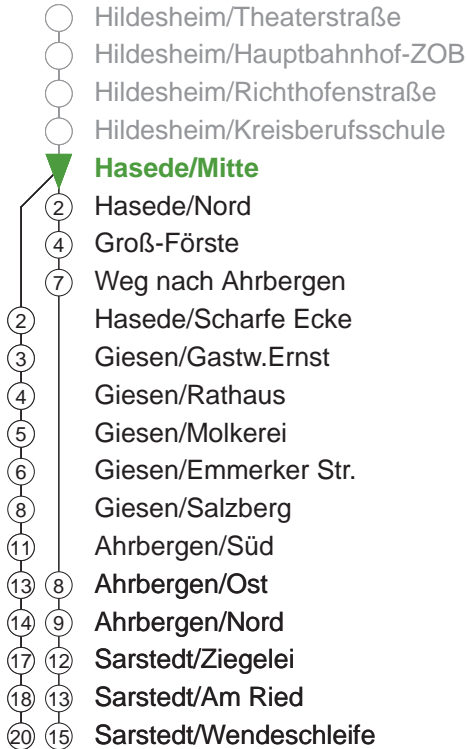 Hildesheim/Theaterstraße
Hildesheim/Hauptbahnhof-ZOB
Hildesheim/Richthofenstraße
Hildesheim/Kreisberufsschule
Hasede/Mitte
2 Hasede/Nord
4 Groß-Förste
7 Weg nach Ahrbergen
2 Hasede/Scharfe Ecke
3 Giesen/Gastw.Ernst
4 Giesen/Rathaus
5 Giesen/Molkerei
6 Giesen/Emmerker Str.
8 Giesen/Salzberg
11 Ahrbergen/Süd
13 8 Ahrbergen/Ost
14 9 Ahrbergen/Nord
17 12 Sarstedt/Ziegelei
18 13 Sarstedt/Am Ried
20 15 Sarstedt/Wendeschleife